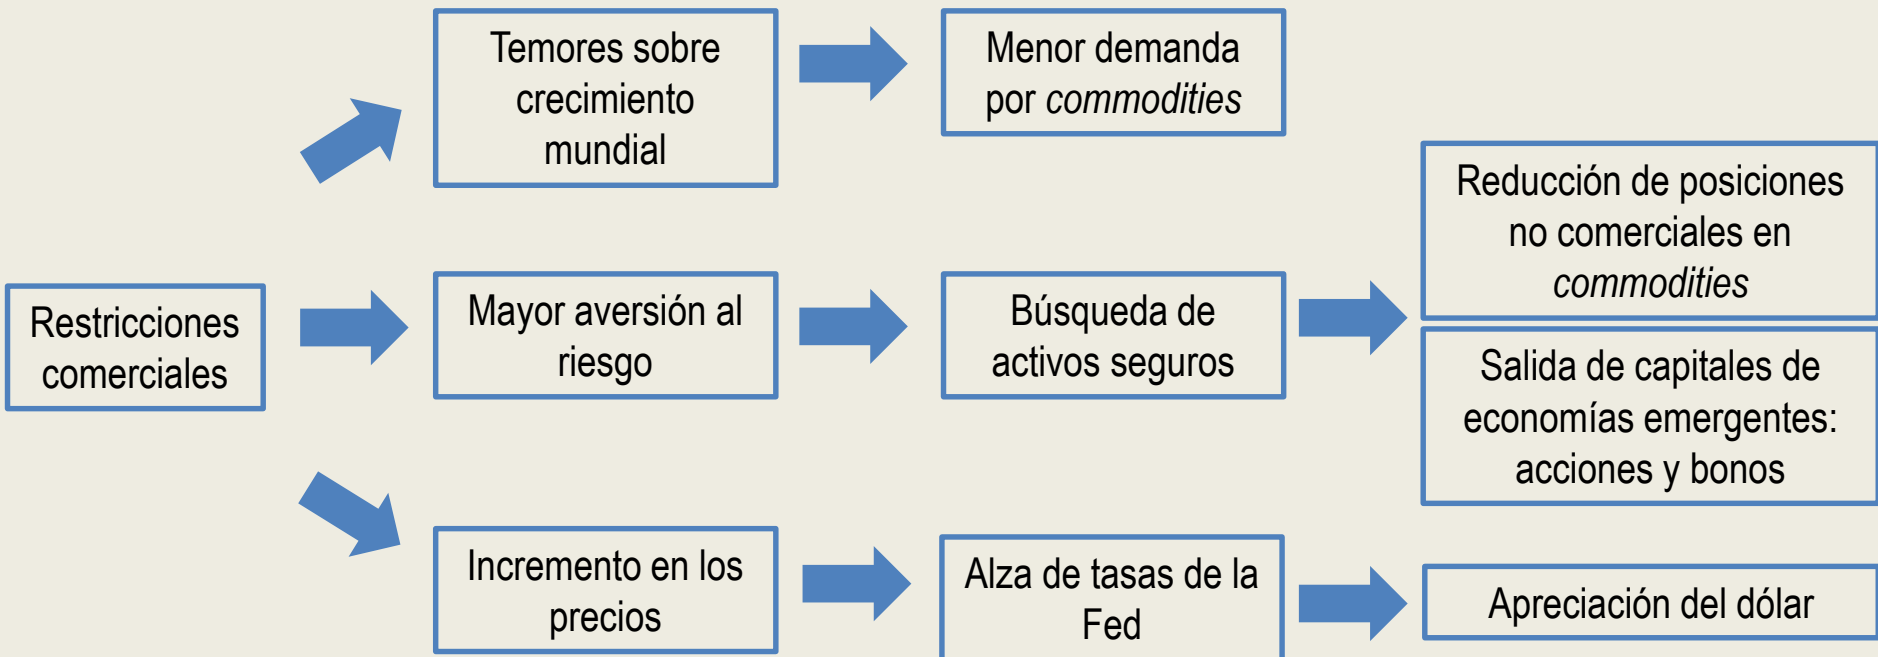 Temores sobre
crecimiento
mundial
Menor demanda
por commodities
Restricciones
comerciales
Mayor aversión al
riesgo
Búsqueda de
activos seguros
Reducción de posiciones
no comerciales en
commodities
Salida de capitales de
economías emergentes:
acciones y bonos
Incremento en los
precios
Alza de tasas de la
Fed
Apreciación del dólar